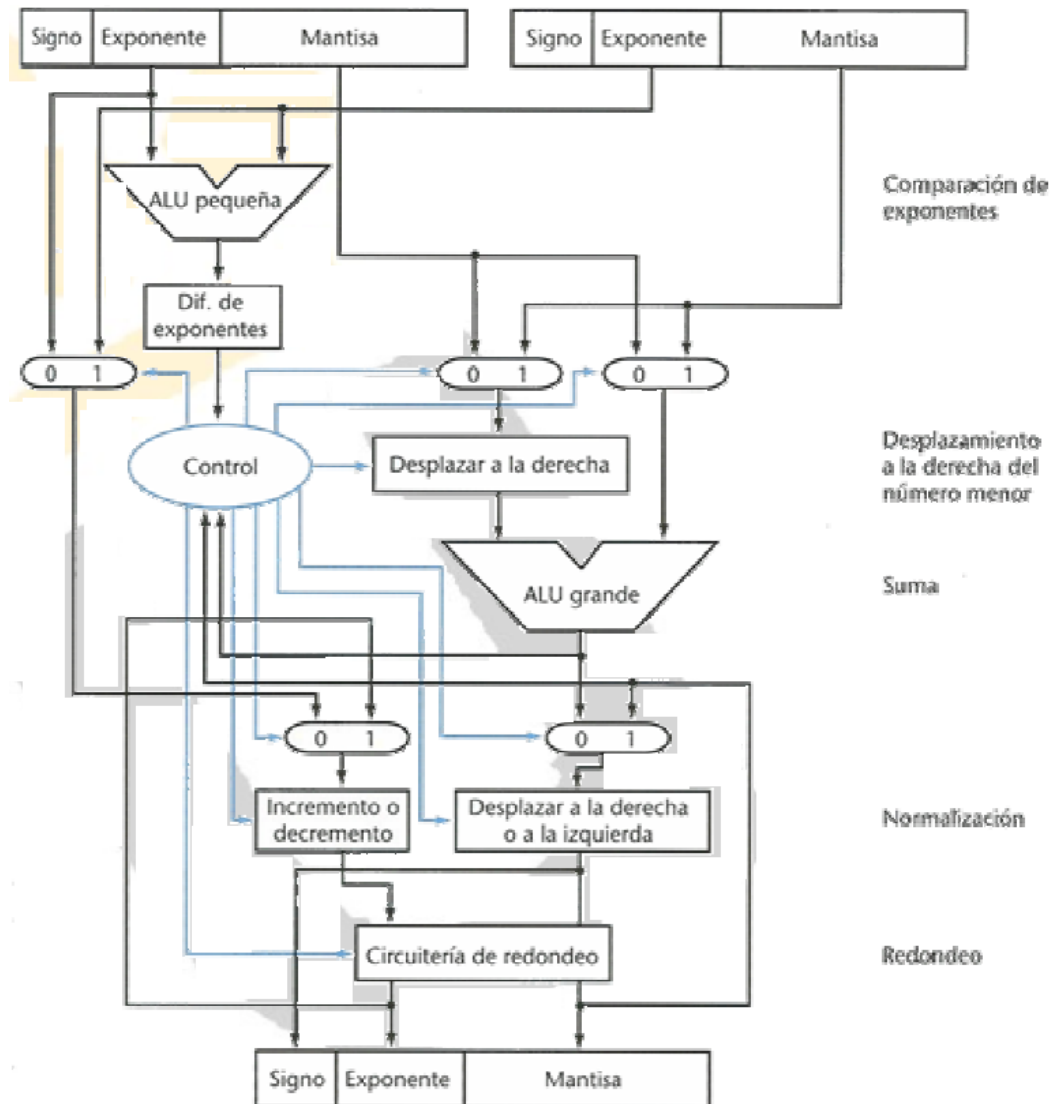 Signo Exponente Mantisa
Signo Exponente Mantisa
ALU pequeña
Comparación de
exponentes
Dif. de
exponentes
0 1
0 1
0 1
Control
Desplazar a la derecha
Desplazamiento
a la derecha del
número menor
ALU grande
Suma
0 1
0 1
Incremento o
decremento
Desplazar a la derecha
o a la izquierda
Normalización
Circuitería de redondeo
Redondeo
Signo Exponente Mantisa